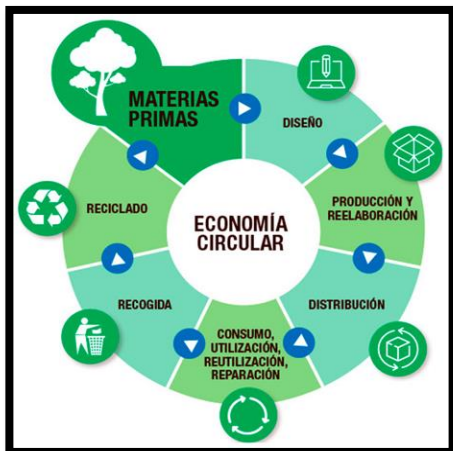 MATERIAS
PRIMAS
DISEÑO
PRODUCCIÓN Y
REELABORACIÓN
DISTRIBUCIÓN
CONSUMO,
UTILIZACIÓN,
REUTILIZACIÓN,
REPARACIÓN
RECOGIDA
RECICLADO
ECONOMÍA
CIRCULAR